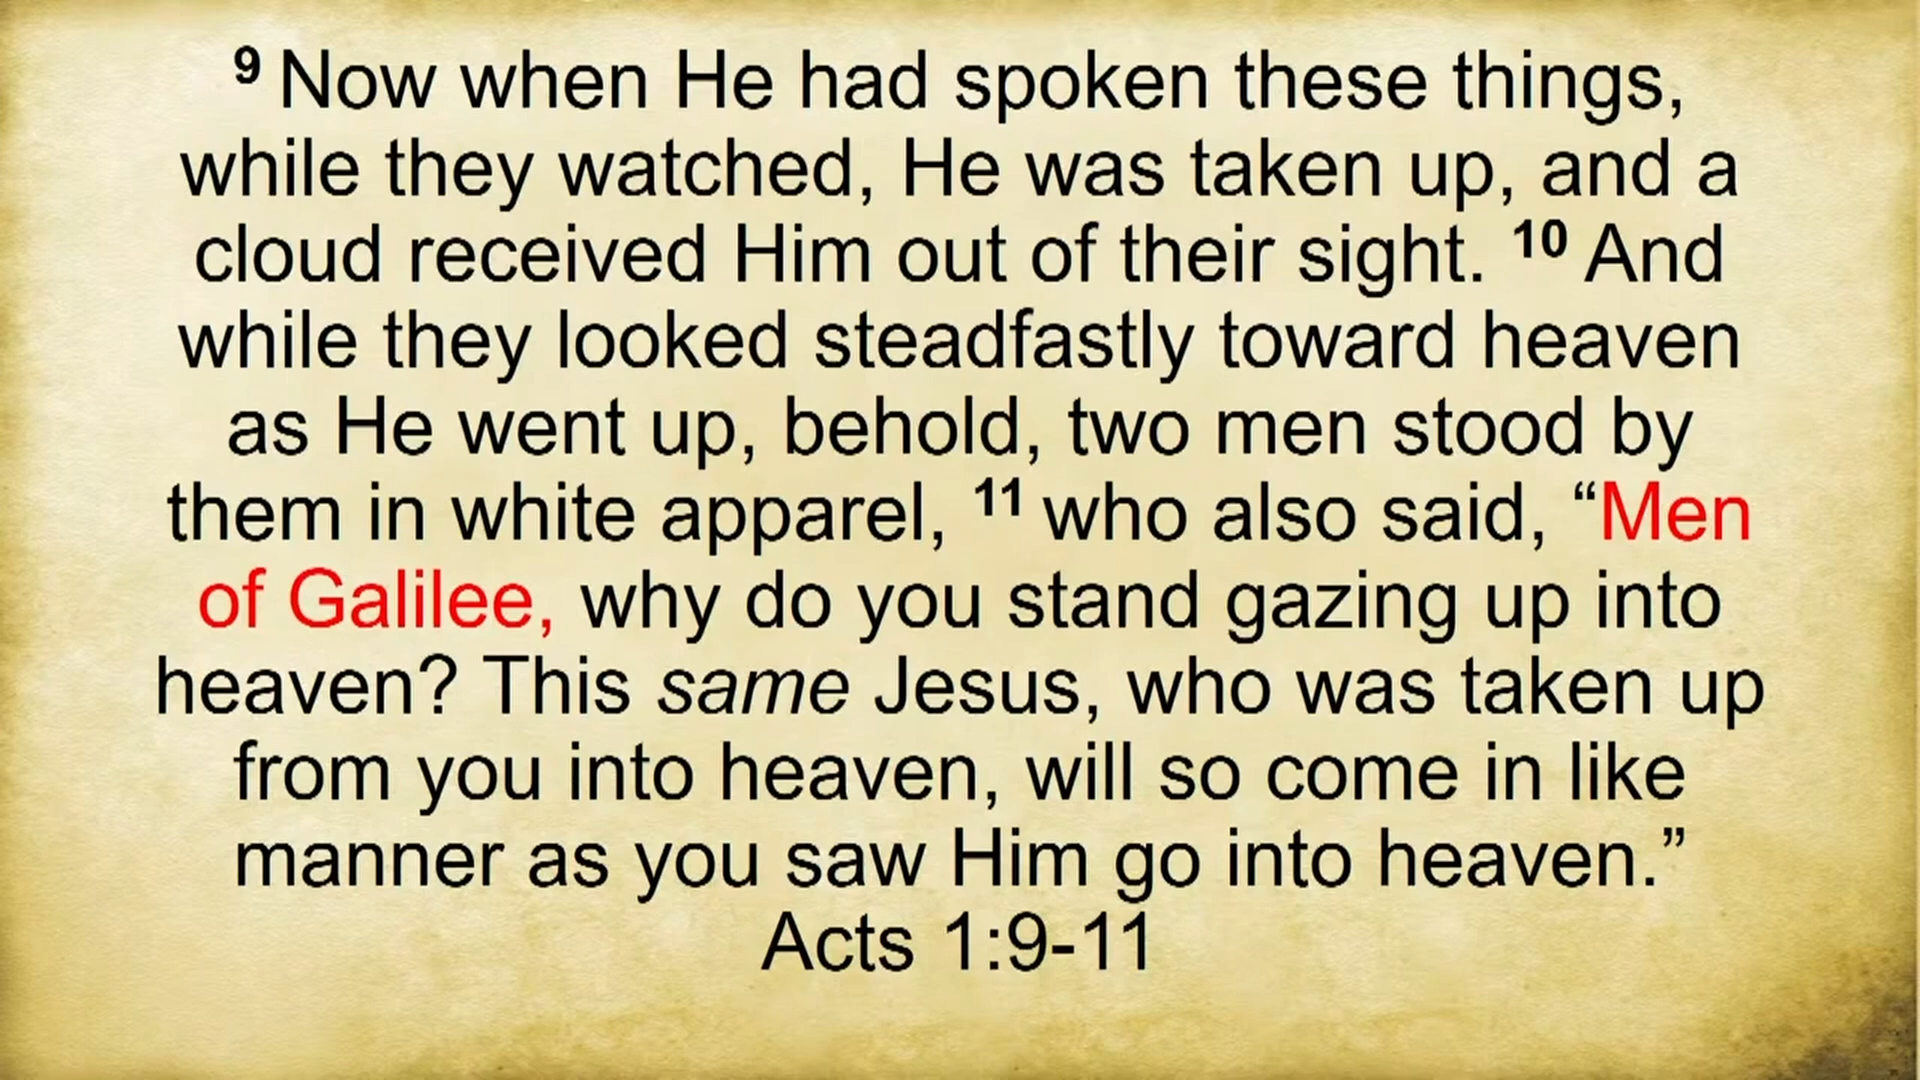 9 Now when He had spoken these things,
while they watched, He was taken up, and a
cloud received Him out of their sight. 10 And
while they looked steadfastly toward heaven
as He went up, behold, two men stood by
them in white apparel, 11 who also said, “Men
of Galilee, why do you stand gazing up into
heaven? This same Jesus, who was taken up
from you into heaven, will so come in like
manner as you saw Him go into heaven.”
Acts 1:9-11